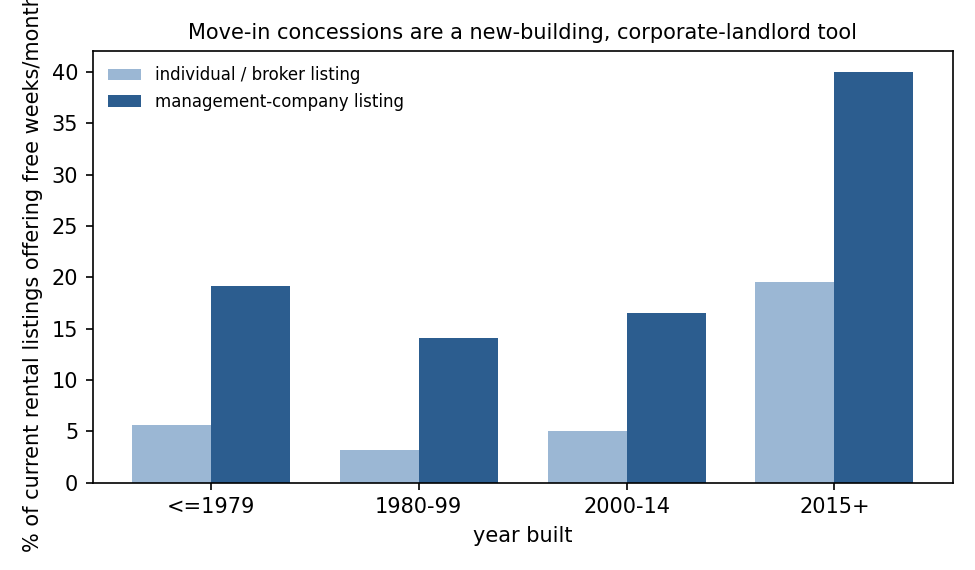 Move-in concessions are a new-building, corporate-landlord tool
% of current rental listings offering free weeks/month
individual / broker listing
management-company listing
40
35
30
25
20
15
10
5
0
<=1979
1980-99
2000-14
2015+
year built